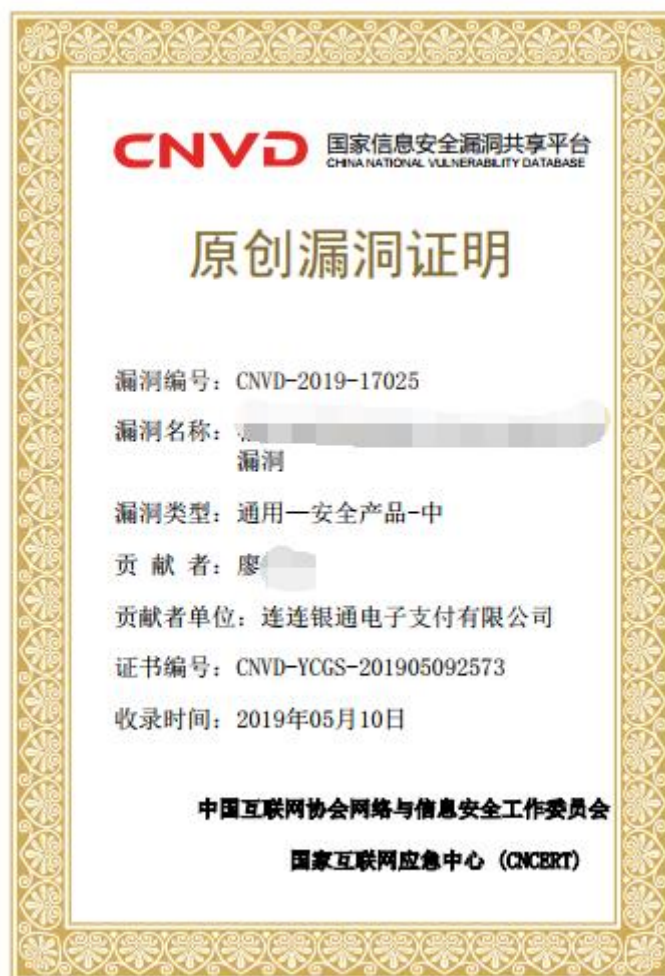 CNVD 国家信息安全漏洞共享平台
CHINA NATIONAL VULNERABILITY DATABASE
原创漏洞证明
漏洞编号：CNVD-2019-17025
漏洞名称：
漏洞
漏洞类型：通用—安全产品-中
贡 献 者：廖
贡献者单位：连连银通电子支付有限公司
证书编号：CNVD-YCGS-201905092573
收录时间：2019年05月10日
中国互联网协会网络与信息安全工作委员会
国家互联网应急中心 (CNCERT)